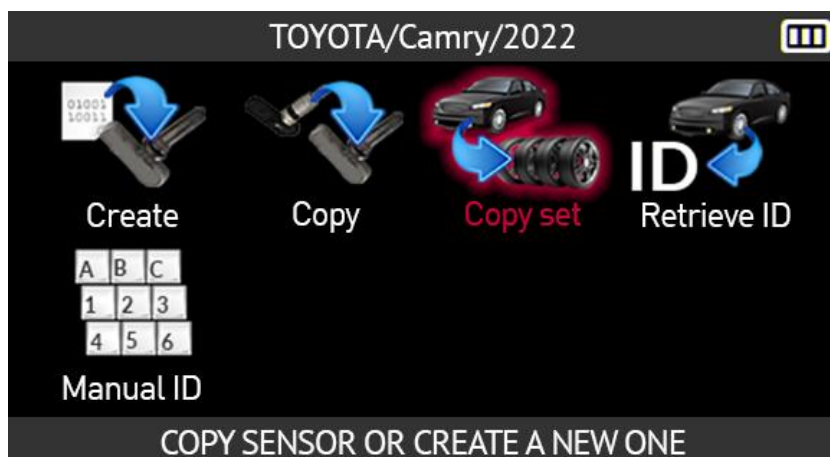 TOYOTA/Camry/2022
01001
10011
Create
Copy
Copy set
ID
Retrieve ID
A B C
1 2 3
4 5 6
Manual ID
COPY SENSOR OR CREATE A NEW ONE